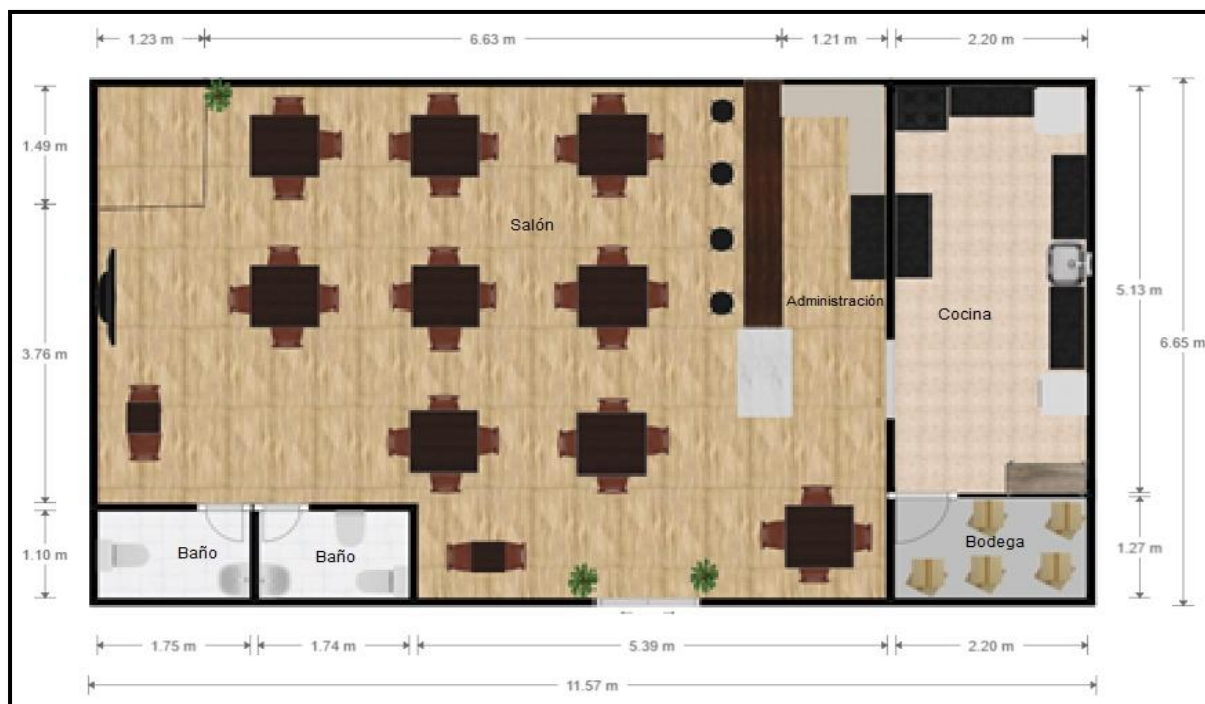 1.23 m
6.63 m
1.21 m
2.20 m
1.49 m
Salón
Administración
Cocina
5.13 m
6.65 m
3.76 m
Baño
Baño
Bodega
1.10 m
1.27 m
1.75 m
1.74 m
5.39 m
2.20 m
11.57 m